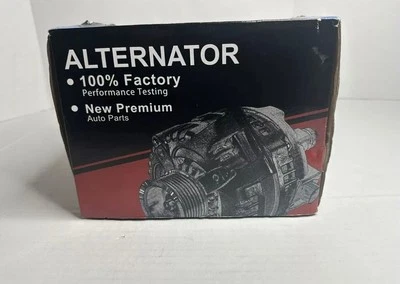 ALTERNATOR
• 100% Factory
Performance Testing
• New Premium
Auto Parts